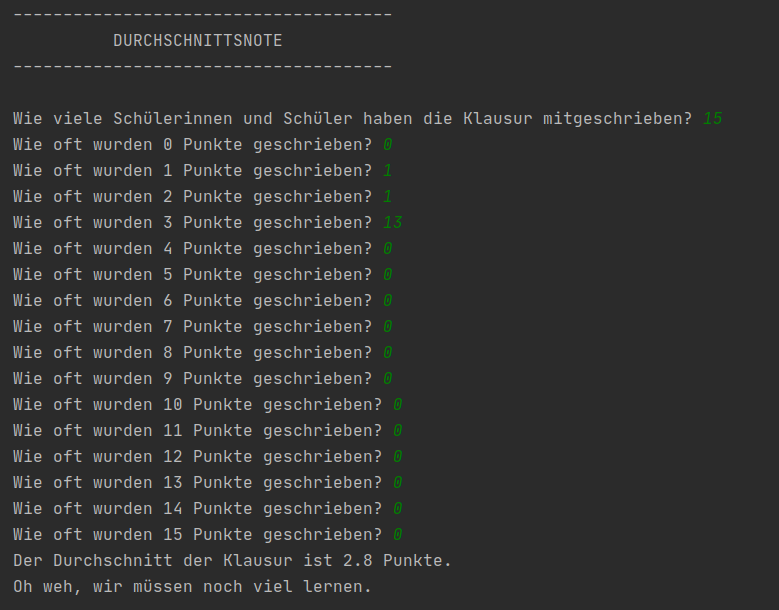 --------------------------------------
DURCHSCHNITTSNOTE
--------------------------------------
Wie viele Schülerinnen und Schüler haben die Klausur mitgeschrieben? 15
Wie oft wurden 0 Punkte geschrieben? 0
Wie oft wurden 1 Punkte geschrieben? 1
Wie oft wurden 2 Punkte geschrieben? 1
Wie oft wurden 3 Punkte geschrieben? 13
Wie oft wurden 4 Punkte geschrieben? 0
Wie oft wurden 5 Punkte geschrieben? 0
Wie oft wurden 6 Punkte geschrieben? 0
Wie oft wurden 7 Punkte geschrieben? 0
Wie oft wurden 8 Punkte geschrieben? 0
Wie oft wurden 9 Punkte geschrieben? 0
Wie oft wurden 10 Punkte geschrieben? 0
Wie oft wurden 11 Punkte geschrieben? 0
Wie oft wurden 12 Punkte geschrieben? 0
Wie oft wurden 13 Punkte geschrieben? 0
Wie oft wurden 14 Punkte geschrieben? 0
Wie oft wurden 15 Punkte geschrieben? 0
Der Durchschnitt der Klausur ist 2.8 Punkte.
Oh weh, wir müssen noch viel lernen.